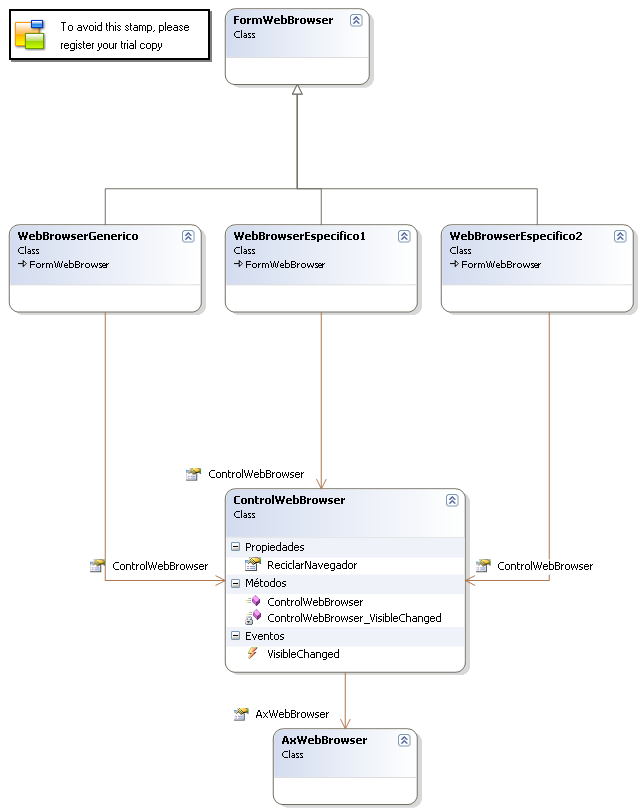 To avoid this stamp, please
register your trial copy
FormWebBrowser
Class
WebBrowserGenerico
Class
FormWebBrowser
WebBrowserEspecifico1
Class
FormWebBrowser
WebBrowserEspecifico2
Class
FormWebBrowser
ControlWebBrowser
ControlWebBrowser
Class
Propiedades
ReciclarNavegador
Métodos
ControlWebBrowser
ControlWebBrowser_VisibleChanged
Eventos
VisibleChanged
ControlWebBrowser
ControlWebBrowser
AxWebBrowser
AxWebBrowser
Class